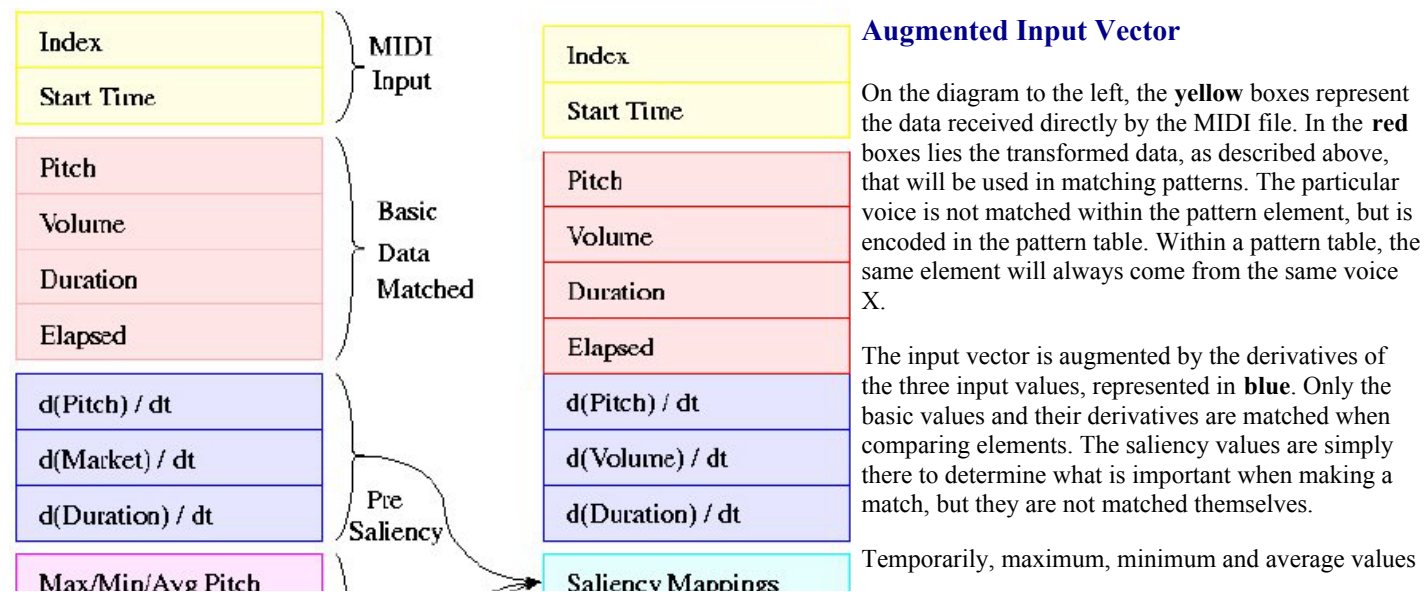 Index
Start Time
MIDI
Input
Pitch
Volume
Duration
Elapsed
Basic
Data
Matched
d(Pitch) / dt
d(Market) / dt
d(Duration) / dt
Pre
Saliency
Max/Min/Avg Pitch
Index
Start Time
Pitch
Volume
Duration
Elapsed
d(Pitch) / dt
d(Volume) / dt
d(Duration) / dt
Saliency Mappings
Augmented Input Vector
On the diagram to the left, the yellow boxes represent
the data received directly by the MIDI file. In the red
boxes lies the transformed data, as described above,
that will be used in matching patterns. The particular
voice is not matched within the pattern element, but is
encoded in the pattern table. Within a pattern table, the
same element will always come from the same voice
X.
The input vector is augmented by the derivatives of
the three input values, represented in blue. Only the
basic values and their derivatives are matched when
comparing elements. The saliency values are simply
there to determine what is important when making a
match, but they are not matched themselves.
Temporarily, maximum, minimum and average values